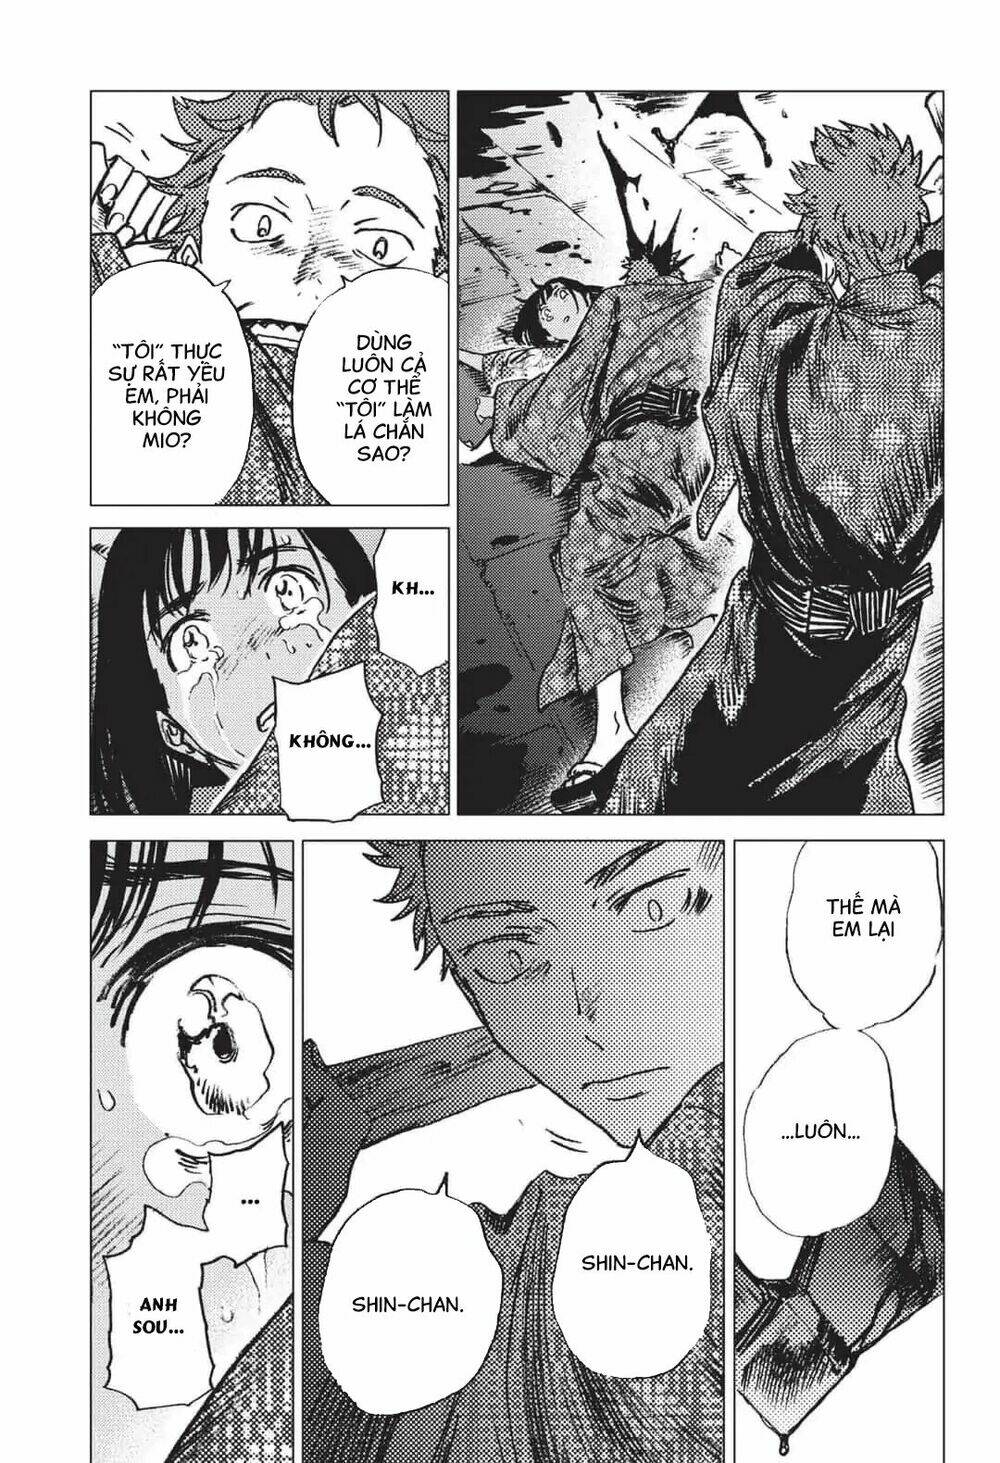 DÙNG
LUÔN CẢ
CƠ THỂ
“TÔI” LÀM
LÁ CHẮN
SAO?
“TÔI” THỰC
SỰ RẤT YÊU
EM, PHẢI
KHÔNG
MIO?
KH...
KHÔNG...
THẾ MÀ
EM LẠI
...LUÔN...
SHIN-CHAN.
SHIN-CHAN.
...
ANH
SOU...